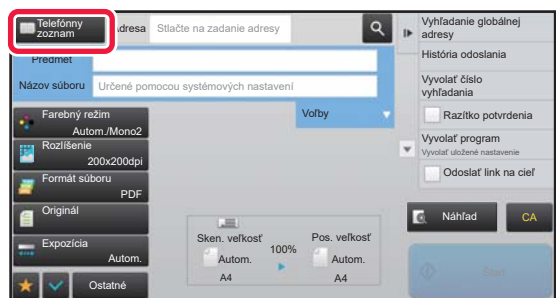 Telefónny
zoznam
Adresa
Stlačte na zadanie adresy
Predmet
Názov súboru
Určené pomocou systémových nastavení
Voľby
Farebný režim
Autom./Mono2
Rozlíšenie
200x200dpi
Formát súboru
PDF
Originál
Expozícia
Autom.
Ostatné
Sken. veľkosť
Autom.
A4
100%
Pos. veľkosť
Autom.
A4
Vyhľadanie globálnej
adresy
História odoslania
Vyvolať číslo
vyhľadania
Razítko potvrdenia
Vyvolať program
Vyvolať uložené nastavenie
Odoslať link na cieľ
Náhľad
CA
Start